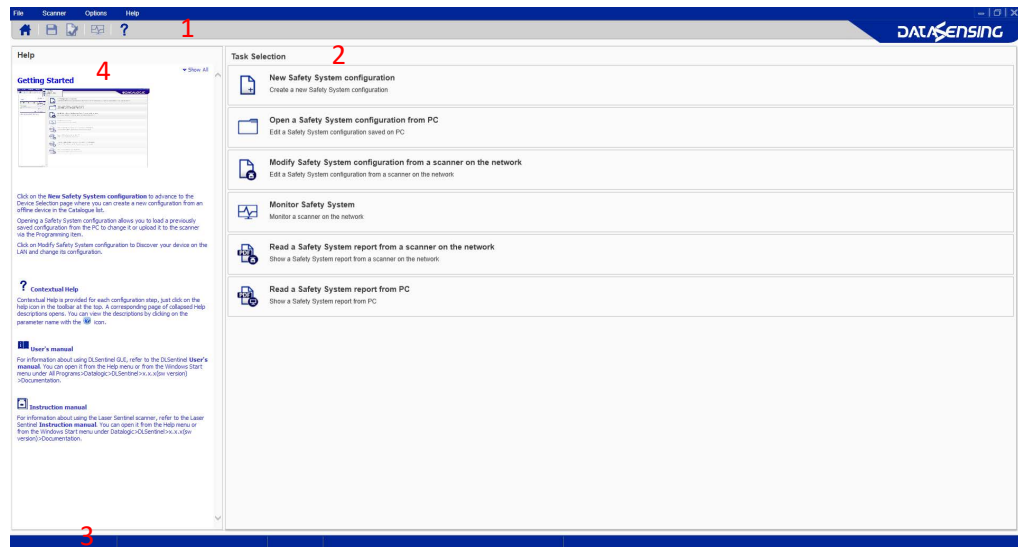 File Scanner Options Help
1
DATASENSING
Help
Task Selection
2
Show All
4
Getting Started
New Safety System configuration
Create a new Safety System configuration
Open a Safety System configuration from PC
Edit a Safety System configuration saved on PC
Modify Safety System configuration from a scanner on the network
Edit a Safety System configuration from a scanner on the network
Monitor Safety System
Monitor a scanner on the network
Read a Safety System report from a scanner on the network
Show a Safety System report from a scanner on the network
Read a Safety System report from PC
Show a Safety System report from PC
Click on the New Safety System configuration to advance to the
Device Selection page where you can create a new configuration from an
offline device in the Catalogue list.
Opening a Safety System configuration allows you to load a previously
saved configuration from the PC to change it or upload it to the scanner
via the Programming item.
Click on Modify Safety System configuration to Discover your device on the
LAN and change its configuration.
? Contextual Help
Contextual Help is provided for each configuration step, just click on the
help icon in the toolbar at the top. A corresponding page of collapsed Help
descriptions opens. You can view the descriptions by clicking on the
parameter name with the icon.
User's manual
For information about using DLSentinel GUI, refer to the DLSentinel User's
manual. You can open it from the Help menu or from the Windows Start
menu under All Programs>Datalogic>DLSentinel>x.x.x(sw version)
>Documentation.
Instruction manual
For information about using the Laser Sentinel scanner, refer to the Laser
Sentinel Instruction manual. You can open it from the Help menu or
from the Windows Start menu under Datalogic>DLSentinel>x.x.x(sw
version)>Documentation.
3